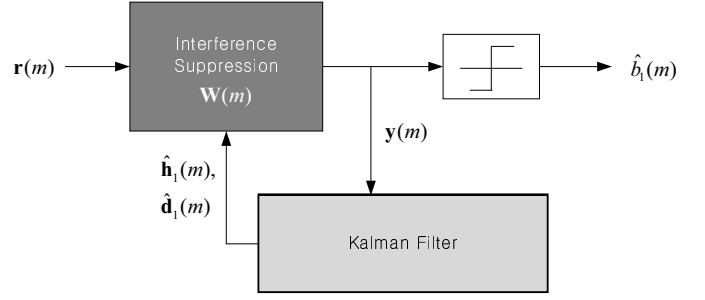 Interference
Suppression
W(m)
r(m)
b̂₁(m)
y(m)
ĥ₁(m),
d̂₁(m)
Kalman Filter